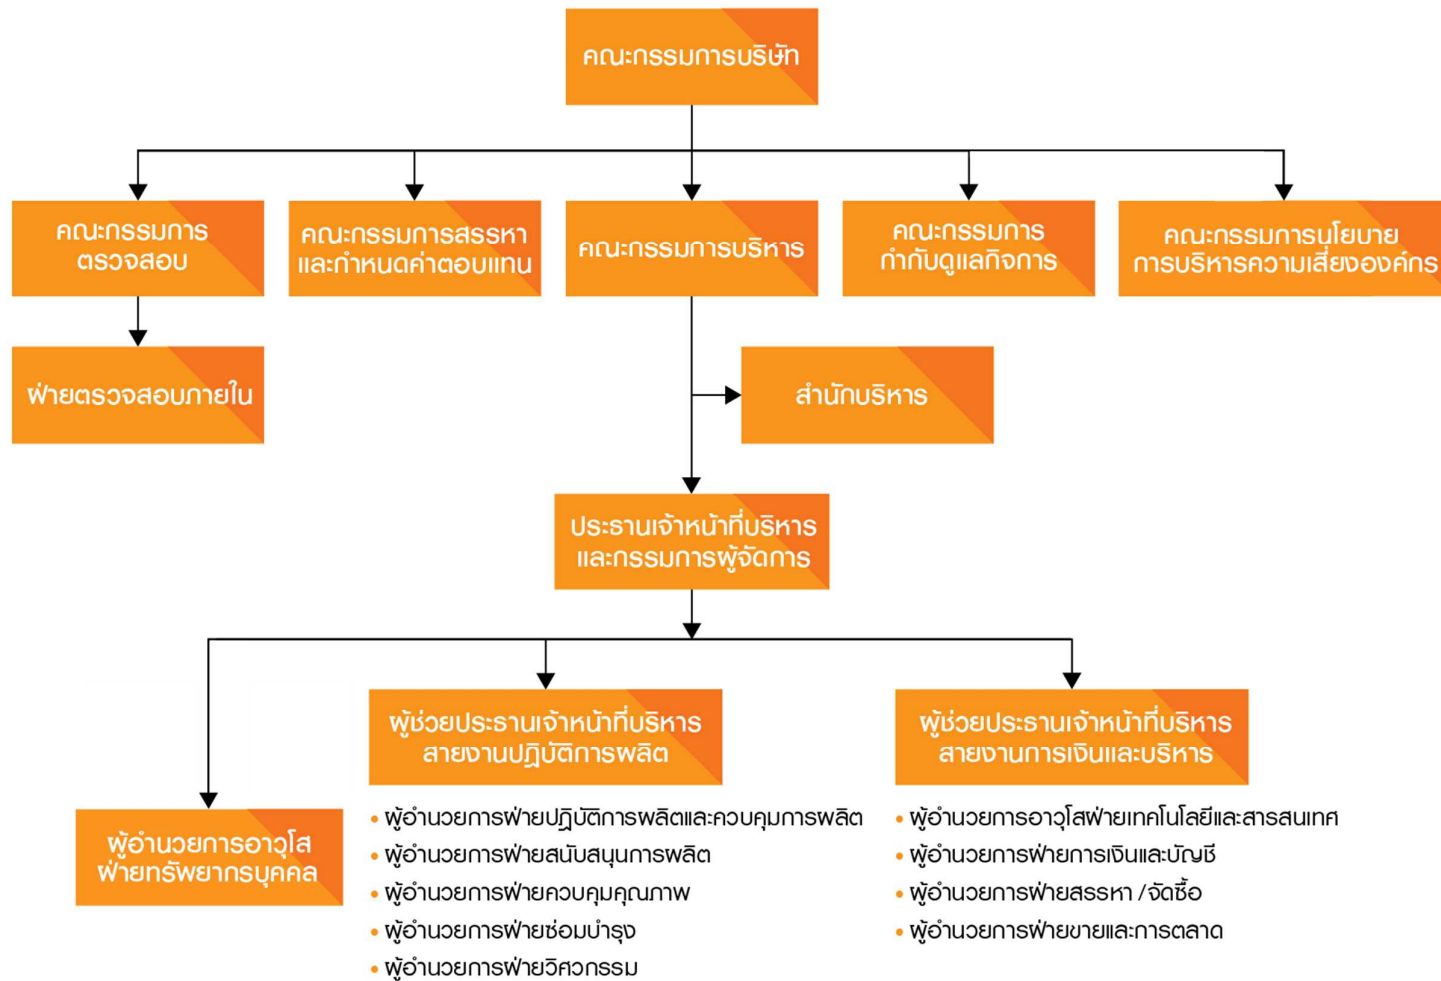 คณะกรรมการบริษัท
คณะกรรมการ
ตรวจสอบ
คณะกรรมการสรรหา
และกำหนดค่าตอบแทน
คณะกรรมการบริหาร
คณะกรรมการ
กำกับดูแลกิจการ
คณะกรรมการนโยบาย
การบริหารความเสี่ยงองค์กร
ฝ่ายตรวจสอบภายใน
สำนักบริหาร
ประธานเจ้าหน้าที่บริหาร
และกรรมการผู้จัดการ
ผู้อำนวยการอาวุโส
ฝ่ายทรัพยากรบุคคล
ผู้ช่วยประธานเจ้าหน้าที่บริหาร
สายงานปฏิบัติการผลิต
• ผู้อำนวยการฝ่ายปฏิบัติการผลิตและควบคุมการผลิต
• ผู้อำนวยการฝ่ายสนับสนุนการผลิต
• ผู้อำนวยการฝ่ายควบคุมคุณภาพ
• ผู้อำนวยการฝ่ายซ่อมบำรุง
• ผู้อำนวยการฝ่ายวิศวกรรม
ผู้ช่วยประธานเจ้าหน้าที่บริหาร
สายงานการเงินและบริหาร
• ผู้อำนวยการอาวุโสฝ่ายเทคโนโลยีและสารสนเทศ
• ผู้อำนวยการฝ่ายการเงินและบัญชี
• ผู้อำนวยการฝ่ายสรรหา /จัดซื้อ
• ผู้อำนวยการฝ่ายขายและการตลาด